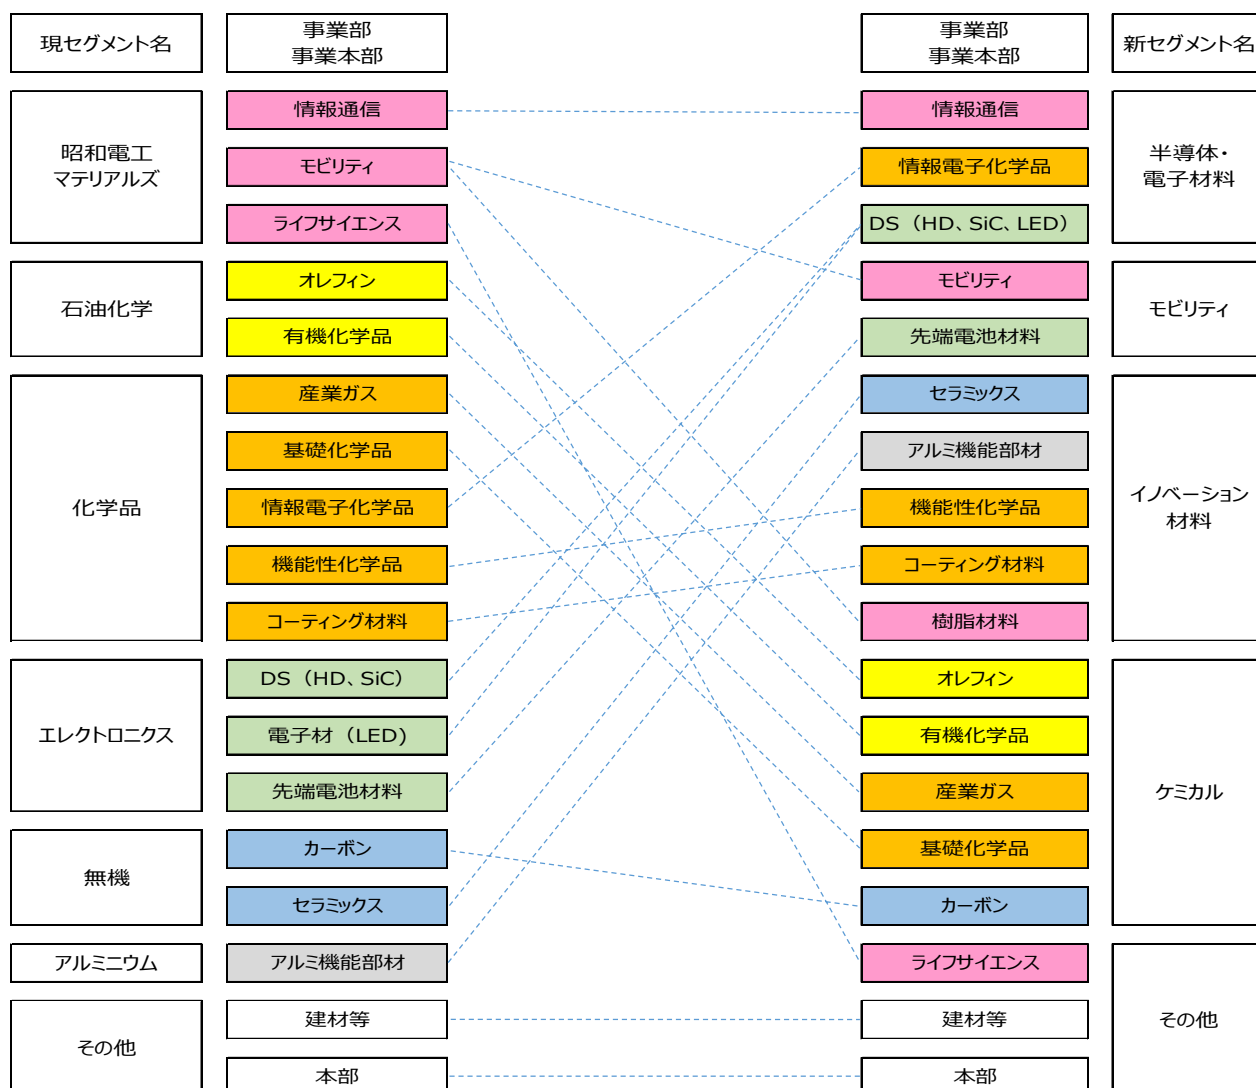 現セグメント名
事業部
事業本部
事業部
事業本部
新セグメント名
昭和電工
マテリアルズ
情報通信
モビリティ
ライフサイエンス
石油化学
オレフィン
有機化学品
化学品
産業ガス
基礎化学品
情報電子化学品
機能性化学品
コーティング材料
エレクトロニクス
DS（HD、SiC）
電子材（LED)
先端電池材料
無機
カーボン
セラミックス
アルミニウム
アルミ機能部材
その他
建材等
本部
情報通信
情報電子化学品
DS（HD、SiC、LED）
半導体・
電子材料
モビリティ
先端電池材料
モビリティ
セラミックス
アルミ機能部材
機能性化学品
コーティング材料
樹脂材料
イノベーション
材料
オレフィン
有機化学品
産業ガス
基礎化学品
カーボン
ケミカル
ライフサイエンス
建材等
本部
その他